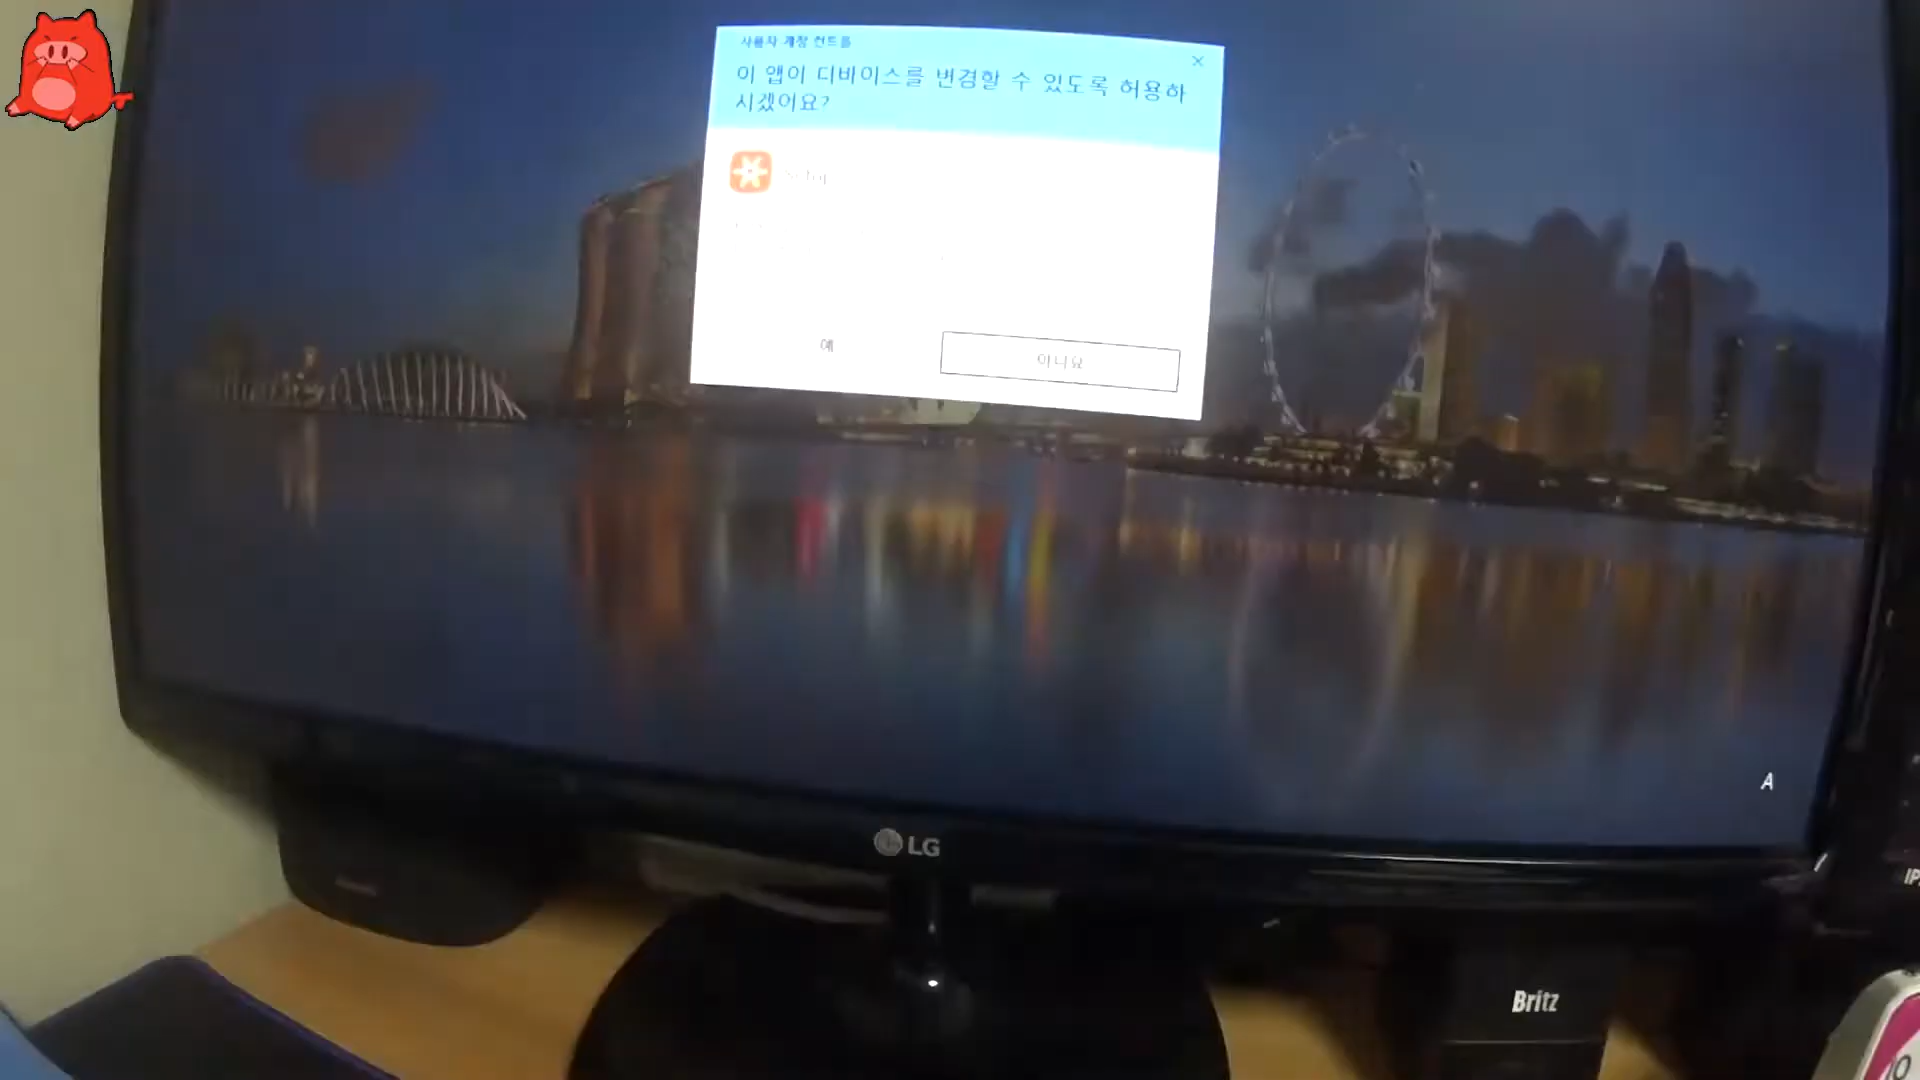 사용자 계정 컨트롤
이 앱이 디바이스를 변경할 수 있도록 허용하
시겠어요?
예
아니요
A
LG
Britz